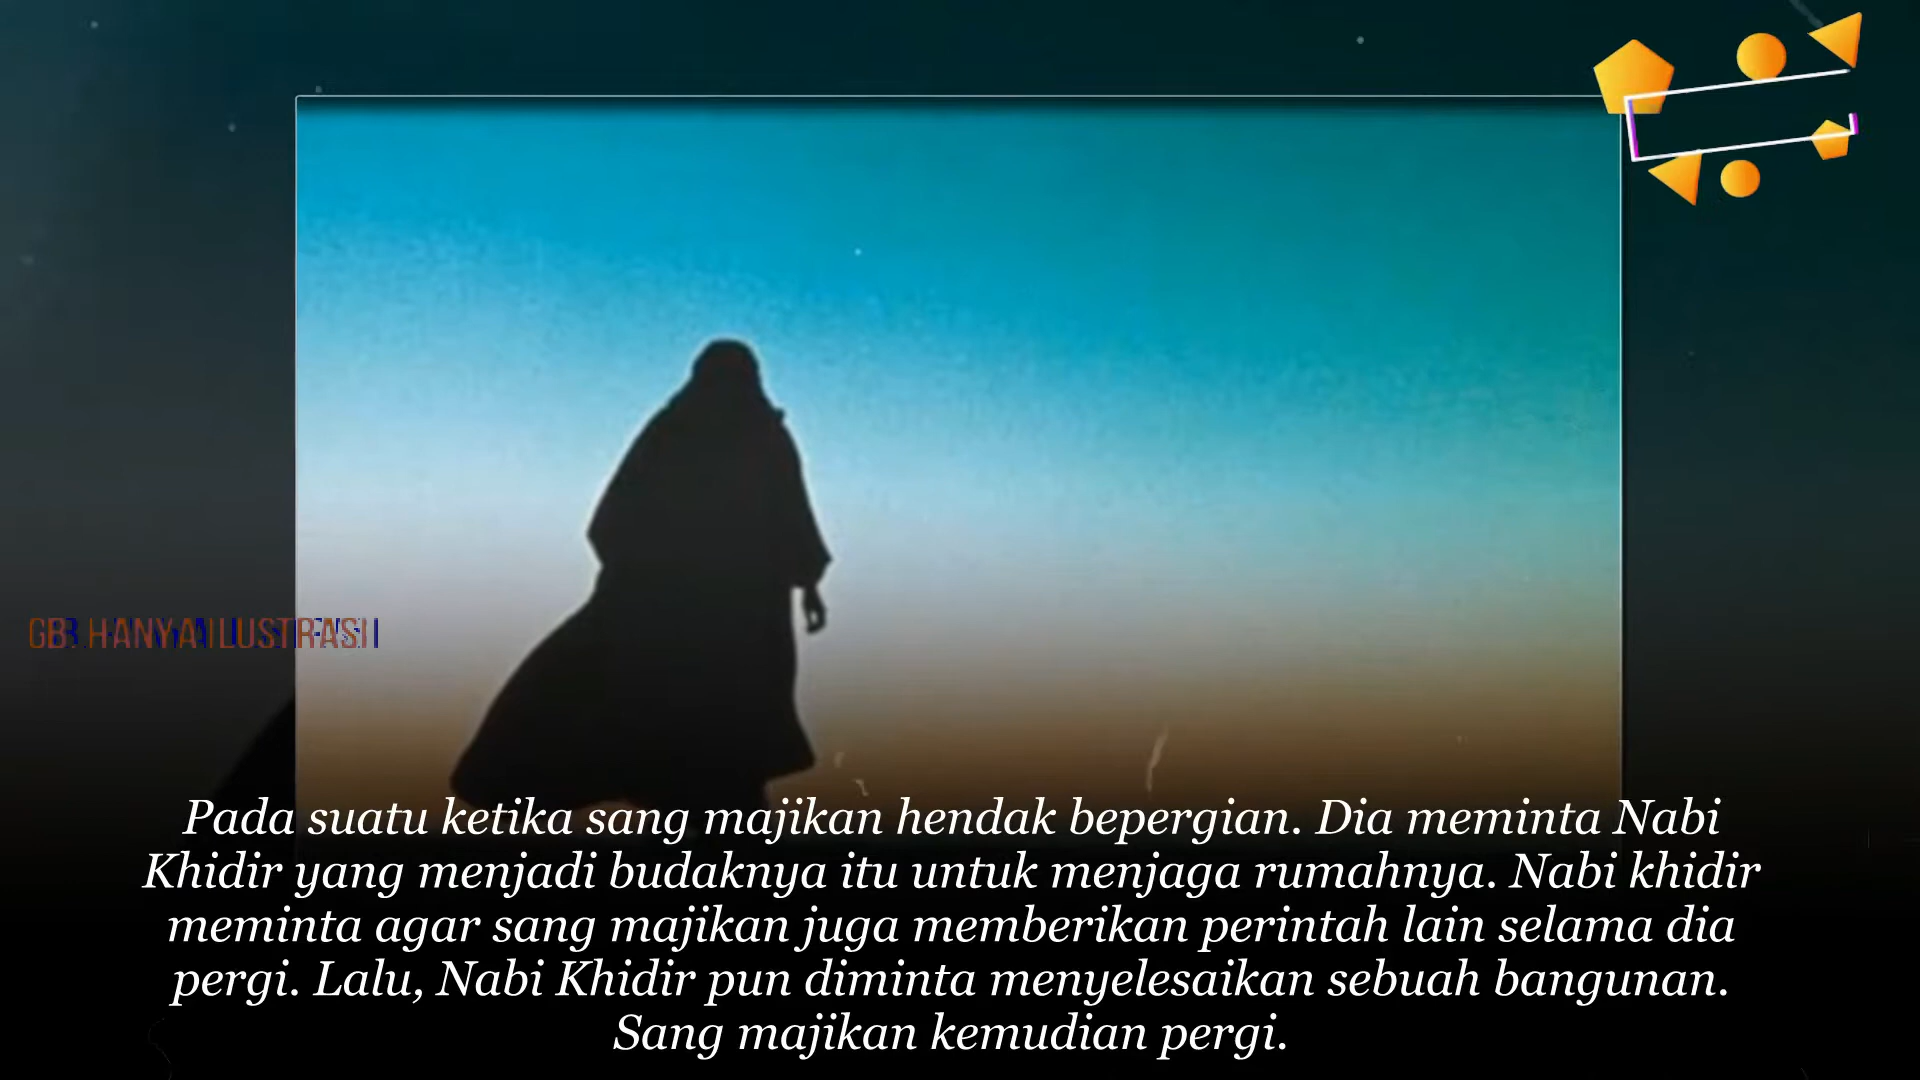 GB. HANYA ILUSTRASI
Pada suatu ketika sang majikan hendak bepergian. Dia meminta Nabi
Khidir yang menjadi budaknya itu untuk menjaga rumahnya. Nabi khidir
meminta agar sang majikan juga memberikan perintah lain selama dia
pergi. Lalu, Nabi Khidir pun diminta menyelesaikan sebuah bangunan.
Sang majikan kemudian pergi.